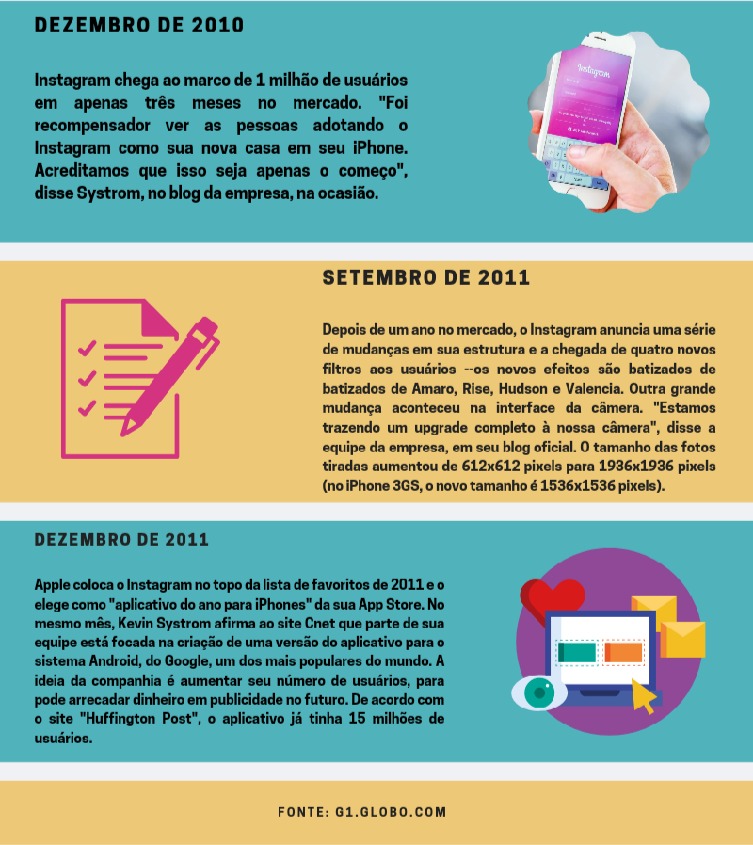 DEZEMBRO DE 2010
Instagram chega ao marco de 1 milhão de usuários
em apenas três meses no mercado. "Foi
recompensador ver as pessoas adotando o
Instagram como sua nova casa em seu iPhone.
Acreditamos que isso seja apenas o começo",
disse Systrom, no blog da empresa, na ocasião.
Instagram
SETEMBRO DE 2011
Depois de um ano no mercado, o Instagram anuncia uma série
de mudanças em sua estrutura e a chegada de quatro novos
filtros aos usuários --os novos efeitos são batizados de
batizados de Amaro, Rise, Hudson e Valencia. Outra grande
mudança aconteceu na interface da câmera. "Estamos
trazendo um upgrade completo à nossa câmera", disse a
equipe da empresa, em seu blog oficial. O tamanho das fotos
tiradas aumentou de 612x612 pixels para 1936x1936 pixels
(no iPhone 3GS, o novo tamanho é 1536x1536 pixels).
DEZEMBRO DE 2011
Apple coloca o Instagram no topo da lista de favoritos de 2011 e o
elege como "aplicativo do ano para iPhones" da sua App Store. No
mesmo mês, Kevin Systrom afirma ao site Cnet que parte de sua
equipe está focada na criação de uma versão do aplicativo para o
sistema Android, do Google, um dos mais populares do mundo. A
ideia da companhia é aumentar seu número de usuários, para
pode arrecadar dinheiro em publicidade no futuro. De acordo com
o site "Huffington Post", o aplicativo já tinha 15 milhões de
usuários.
FONTE: G1.GLOBO.COM